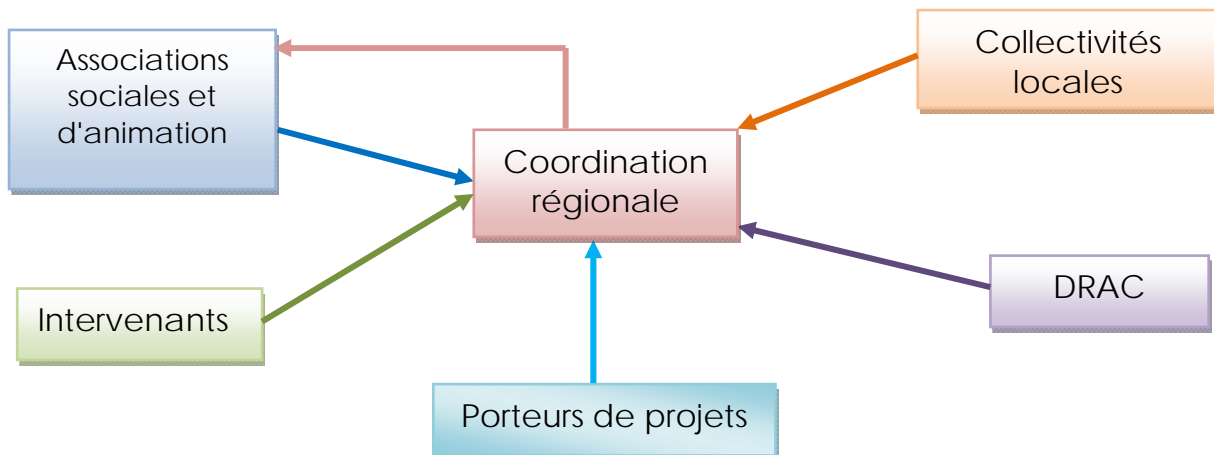 Associations
sociales et
d'animation
Collectivités
locales
Coordination
régionale
Intervenants
DRAC
Porteurs de projets